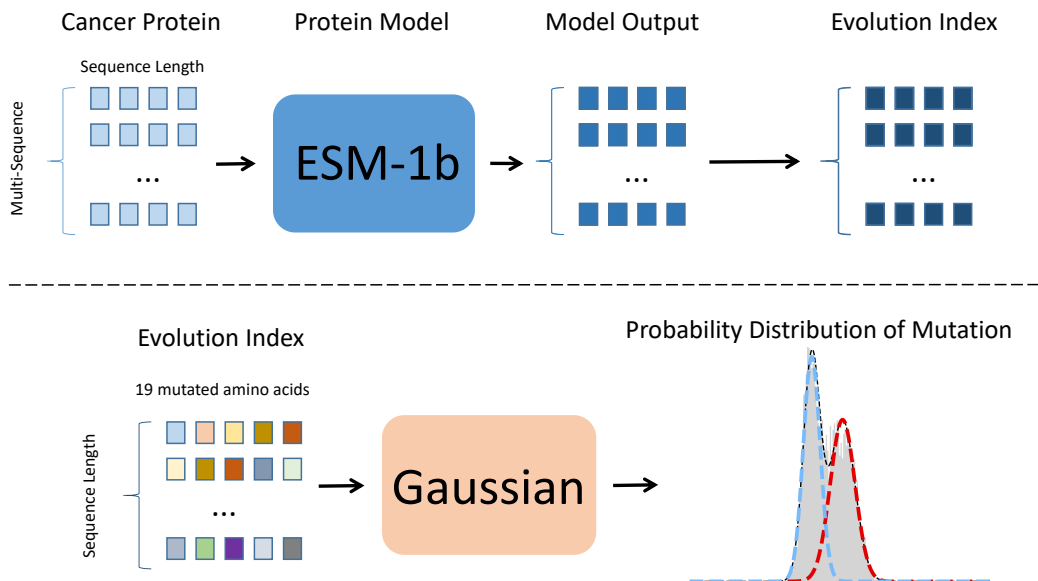 Cancer Protein
Protein Model
Model Output
Evolution Index
Sequence Length
Multi-Sequence
ESM-1b
...
...
...
Evolution Index
Probability Distribution of Mutation
19 mutated amino acids
Sequence Length
Gaussian
...